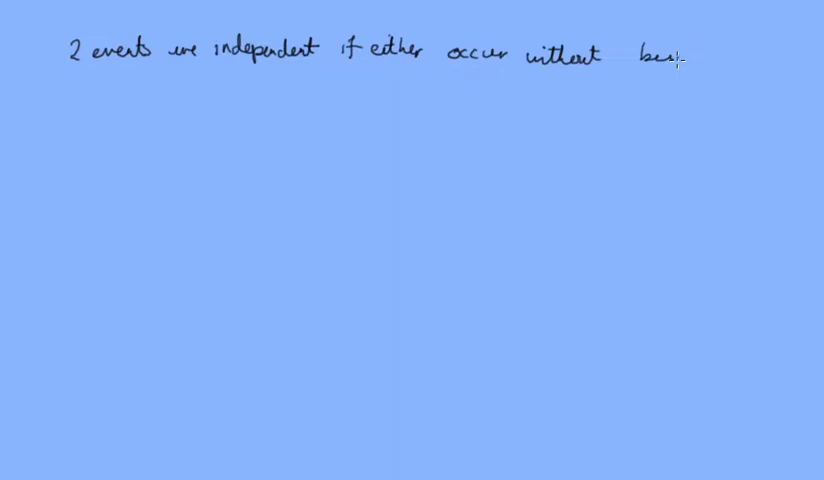 2 events are independent if either occur without